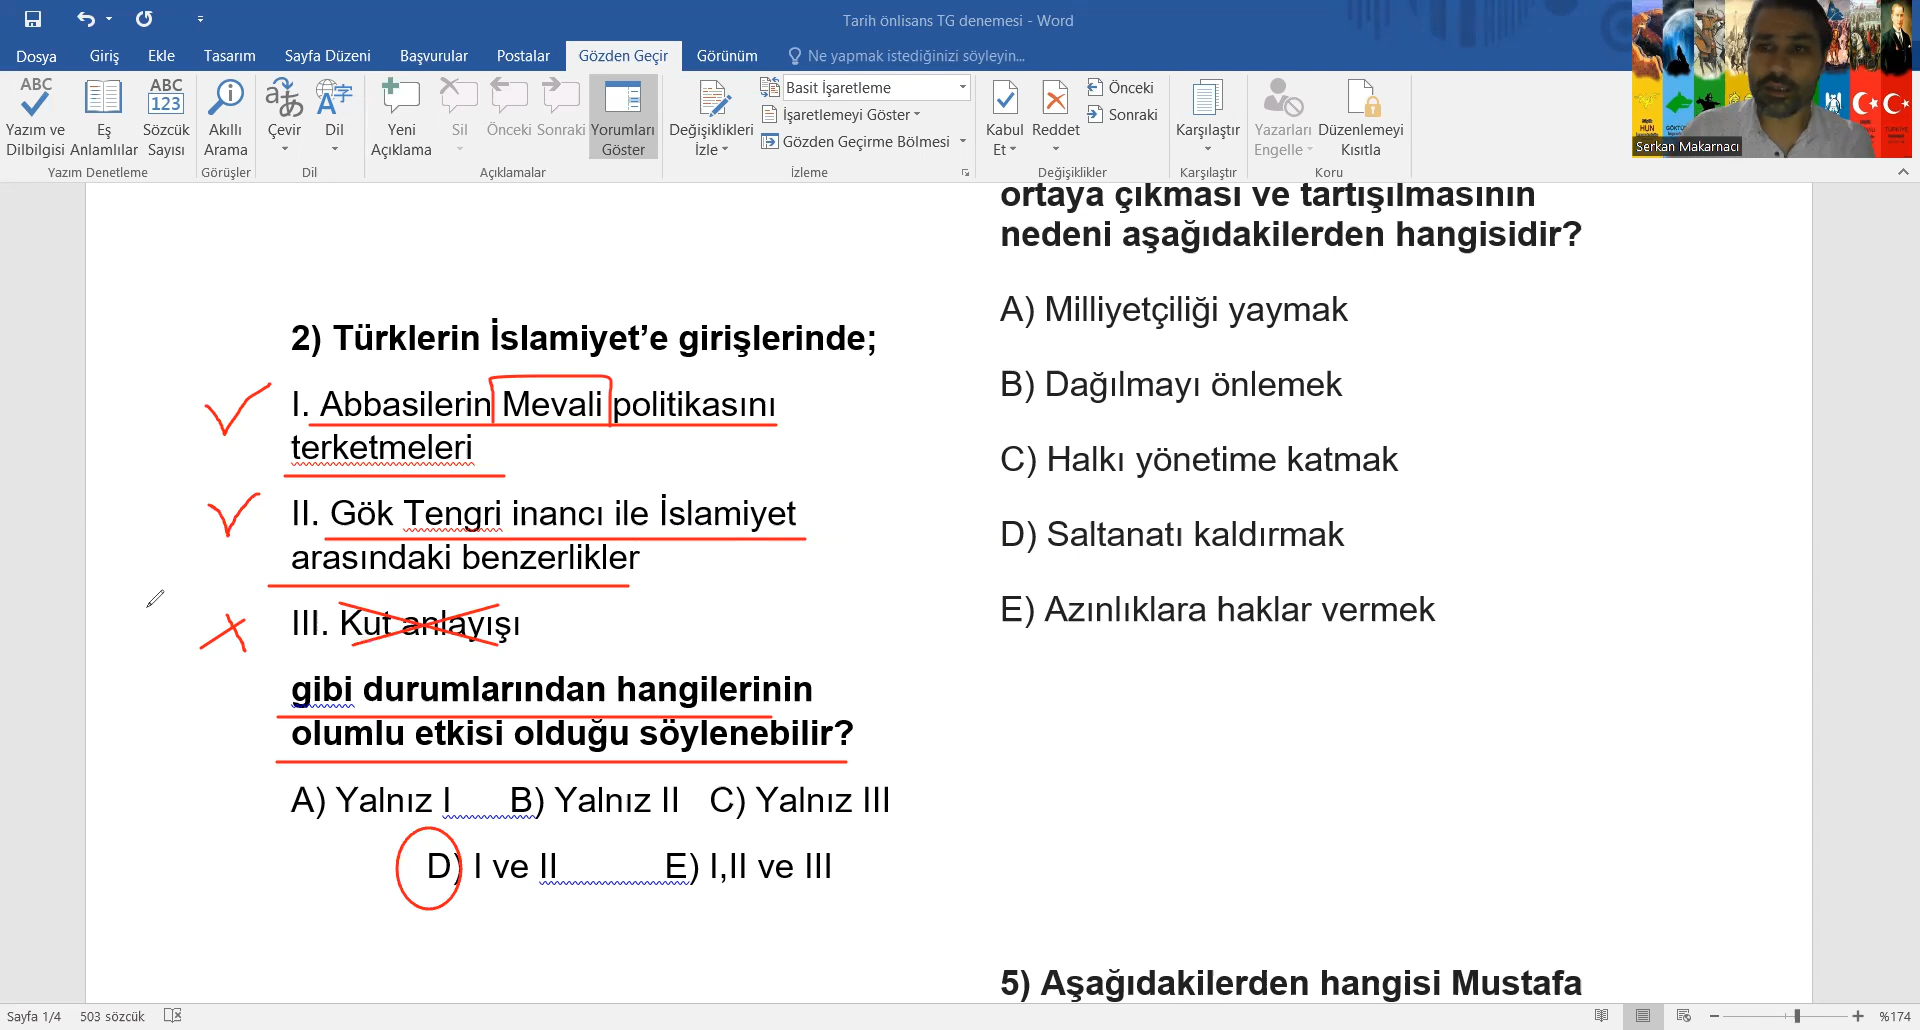 Tarih önlisans TG denemesi - Word
Dosya Giriş Ekle Tasarım Sayfa Düzeni Başvurular Postalar Gözden Geçir Görünüm Ne yapmak istediğinizi söyleyin...
ABC
Yazım ve
Dilbilgisi
Eş
Anlamlılar
ABC
123
Sözcük
Sayısı
Yazım Denetleme
Akıllı
Arama
Görüşler
Çevir
Dil
Dil
Yeni
Açıklama
Sil
Önceki
Sonraki
Yorumları
Göster
Açıklamalar
Değişiklikleri
İzle
Basit İşaretleme
İşaretlemeyi Göster
Gözden Geçirme Bölmesi
İzleme
Kabul
Et
Reddet
Önceki
Sonraki
Değişiklikler
Karşılaştır
Karşılaştır
Yazarları
Engelle
Düzenlemeyi
Kısıtla
Koru
Serkan Makarnacı
2) Türklerin İslamiyet’e girişlerinde;
I. Abbasilerin Mevali politikasını
terketmeleri
II. Gök Tengri inancı ile İslamiyet
arasındaki benzerlikler
III. Kut anlayışı
gibi durumlarından hangilerinin
olumlu etkisi olduğu söylenebilir?
A) Yalnız I B) Yalnız II C) Yalnız III
D) I ve II E) I,II ve III
ortaya çıkması ve tartışılmasının
nedeni aşağıdakilerden hangisidir?
A) Milliyetçiliği yaymak
B) Dağılmayı önlemek
C) Halkı yönetime katmak
D) Saltanatı kaldırmak
E) Azınlıklara haklar vermek
5) Aşağıdakilerden hangisi Mustafa
Sayfa 1/4 503 sözcük %174